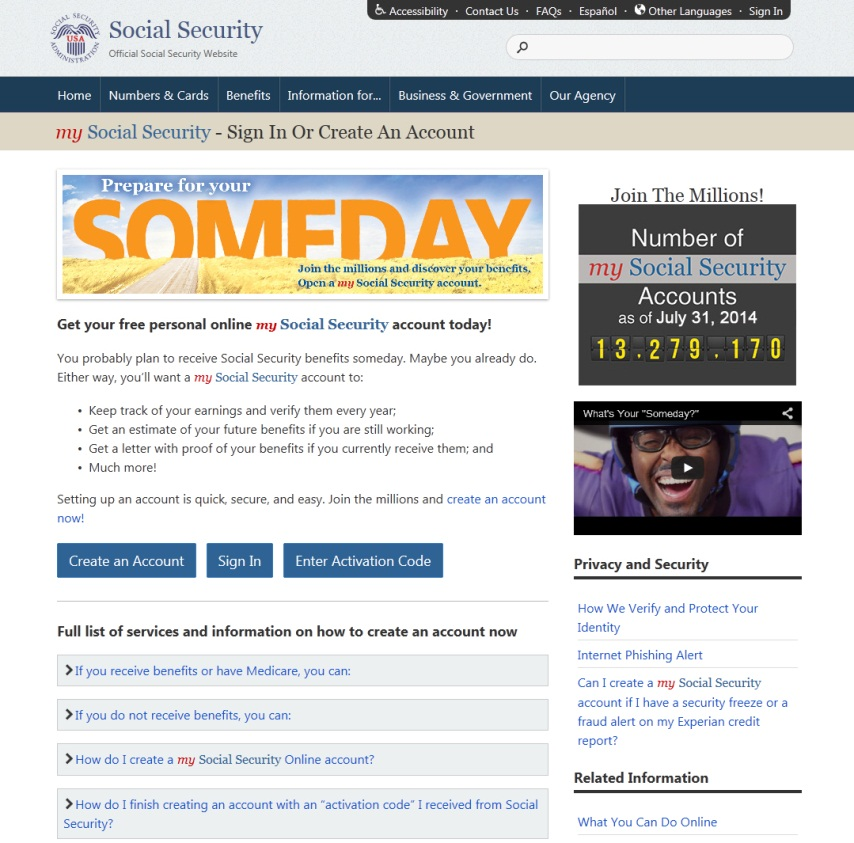 Accessibility · Contact Us · FAQs · Español · Other Languages · Sign In
SOCIAL SECURITY
USA
ADMINISTRATION
Social Security
Official Social Security Website
Home
Numbers & Cards
Benefits
Information for...
Business & Government
Our Agency
my Social Security - Sign In Or Create An Account
Prepare for your
SOMEDAY
Join the millions and discover your benefits.
Open a my Social Security account.
Get your free personal online my Social Security account today!
You probably plan to receive Social Security benefits someday. Maybe you already do.
Either way, you'll want a my Social Security account to:
• Keep track of your earnings and verify them every year;
• Get an estimate of your future benefits if you are still working;
• Get a letter with proof of your benefits if you currently receive them; and
• Much more!
Setting up an account is quick, secure, and easy. Join the millions and create an account
now!
Create an Account
Sign In
Enter Activation Code
Full list of services and information on how to create an account now
If you receive benefits or have Medicare, you can:
If you do not receive benefits, you can:
How do I create a my Social Security Online account?
How do I finish creating an account with an “activation code” I received from Social
Security?
Join The Millions!
Number of
my Social Security
Accounts
as of July 31, 2014
13.279.170
What's Your "Someday?"
Privacy and Security
How We Verify and Protect Your
Identity
Internet Phishing Alert
Can I create a my Social Security
account if I have a security freeze or a
fraud alert on my Experian credit
report?
Related Information
What You Can Do Online